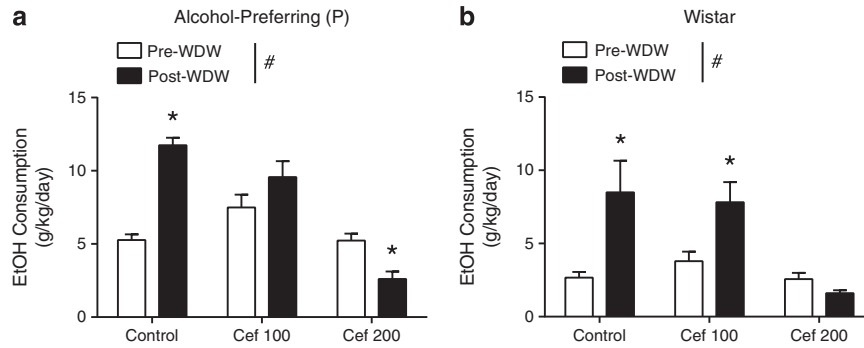 a
Alcohol-Preferring (P)
Pre-WDW
Post-WDW
#
EtOH Consumption
(g/kg/day)
15
10
5
0
*
*
Control
Cef 100
Cef 200
b
Wistar
Pre-WDW
Post-WDW
#
EtOH Consumption
(g/kg/day)
15
10
5
0
*
*
Control
Cef 100
Cef 200